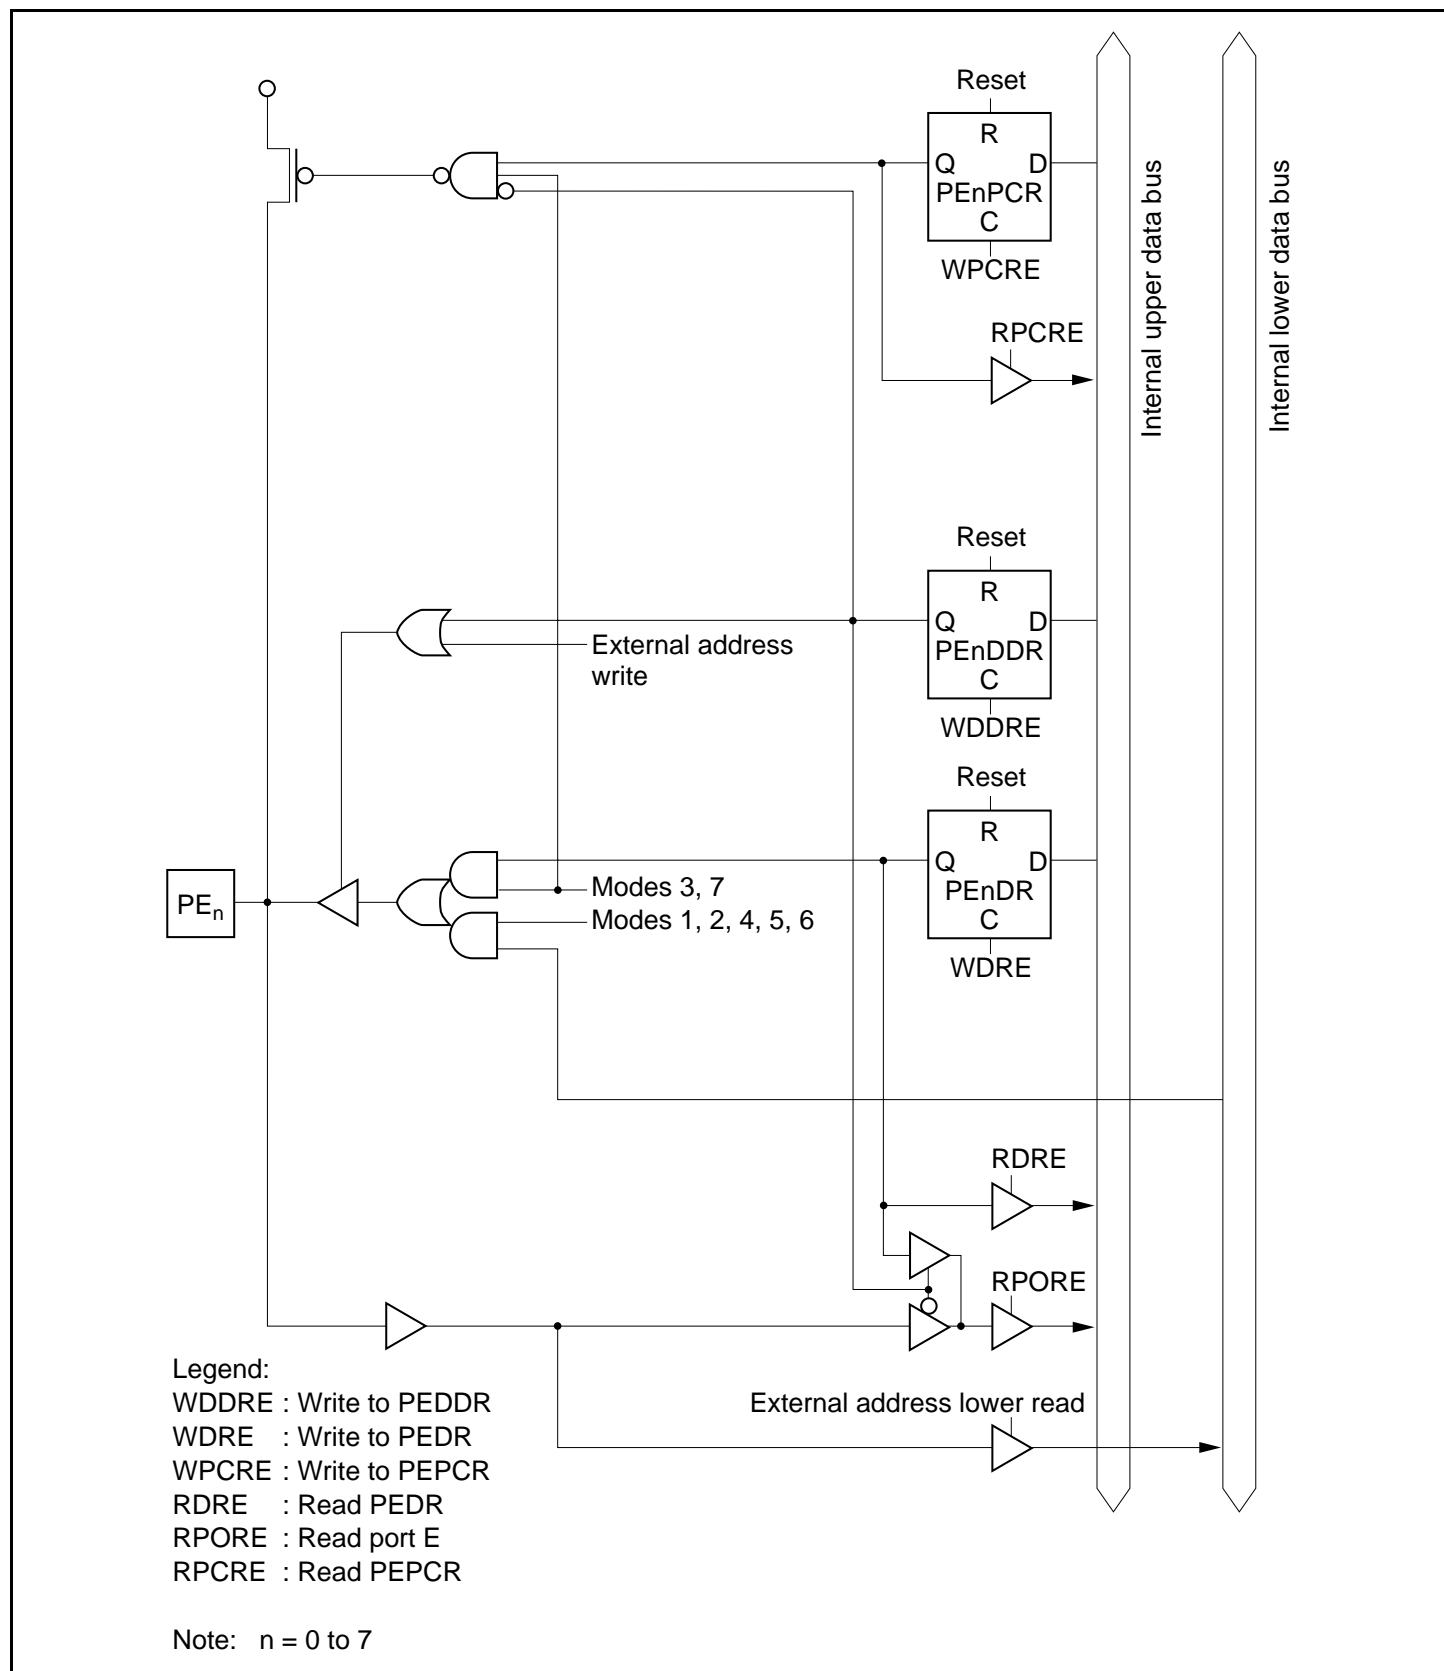 Reset
R
Q D
PEnPCR
C
WPCRE
RPCRE
Internal upper data bus
Internal lower data bus
Reset
R
Q D
PEnDDR
C
WDDRE
External address
write
Reset
R
Q D
PEnDR
C
WDRE
PEn
Modes 3, 7
Modes 1, 2, 4, 5, 6
RDRE
RPORE
External address lower read
Legend:
WDDRE : Write to PEDDR
WDRE : Write to PEDR
WPCRE : Write to PEPCR
RDRE : Read PEDR
RPORE : Read port E
RPCRE : Read PEPCR
Note: n = 0 to 7